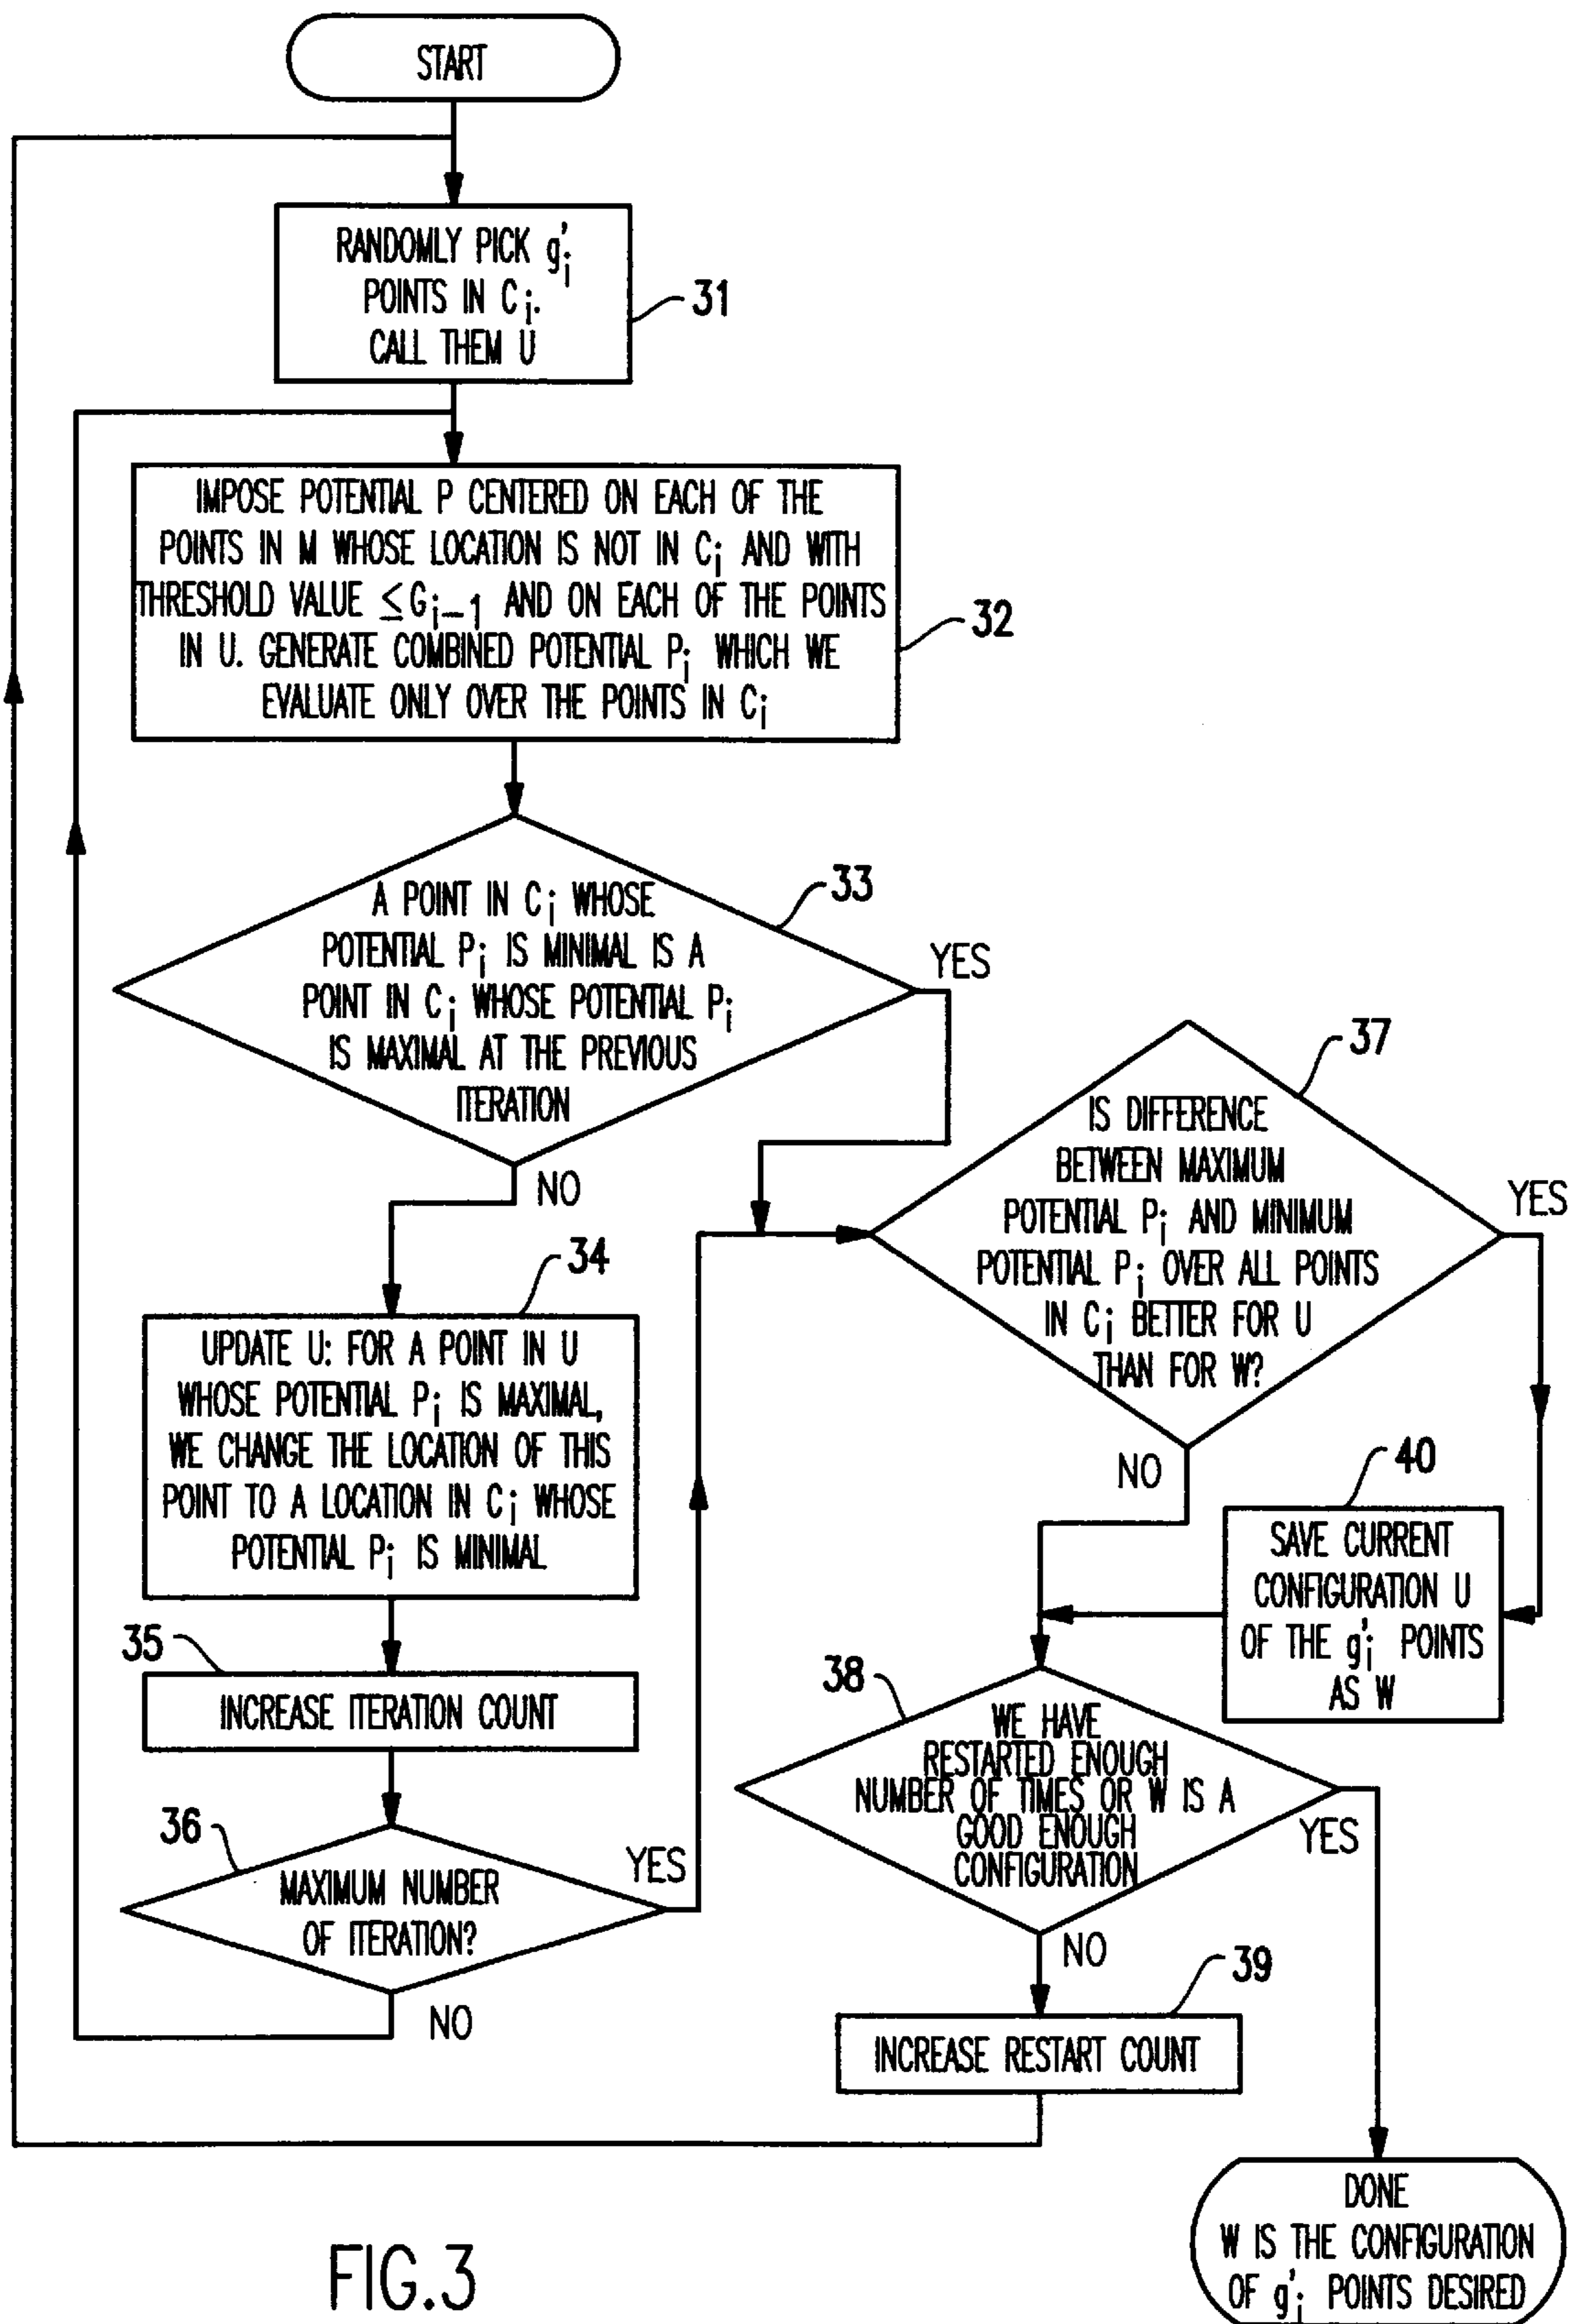 START
RANDOMLY PICK g'i
POINTS IN Ci.
CALL THEM U
31
IMPOSE POTENTIAL P CENTERED ON EACH OF THE
POINTS IN M WHOSE LOCATION IS NOT IN Ci AND WITH
THRESHOLD VALUE ≤Gi-1 AND ON EACH OF THE POINTS
IN U. GENERATE COMBINED POTENTIAL Pi WHICH WE
EVALUATE ONLY OVER THE POINTS IN Ci
32
A POINT IN Ci WHOSE
POTENTIAL Pi IS MINIMAL IS A
POINT IN Ci WHOSE POTENTIAL Pi
IS MAXIMAL AT THE PREVIOUS
ITERATION
33
YES
NO
34
UPDATE U: FOR A POINT IN U
WHOSE POTENTIAL Pi IS MAXIMAL,
WE CHANGE THE LOCATION OF THIS
POINT TO A LOCATION IN Ci WHOSE
POTENTIAL Pi IS MINIMAL
35
INCREASE ITERATION COUNT
36
MAXIMUM NUMBER
OF ITERATION?
YES
NO
37
IS DIFFERENCE
BETWEEN MAXIMUM
POTENTIAL Pi AND MINIMUM
POTENTIAL Pi OVER ALL POINTS
IN Ci BETTER FOR U
THAN FOR W?
YES
NO
40
SAVE CURRENT
CONFIGURATION U
OF THE g'i POINTS
AS W
38
WE HAVE
RESTARTED ENOUGH
NUMBER OF TIMES OR W IS A
GOOD ENOUGH
CONFIGURATION
YES
NO
39
INCREASE RESTART COUNT
DONE
W IS THE CONFIGURATION
OF g'i POINTS DESIRED
FIG.3